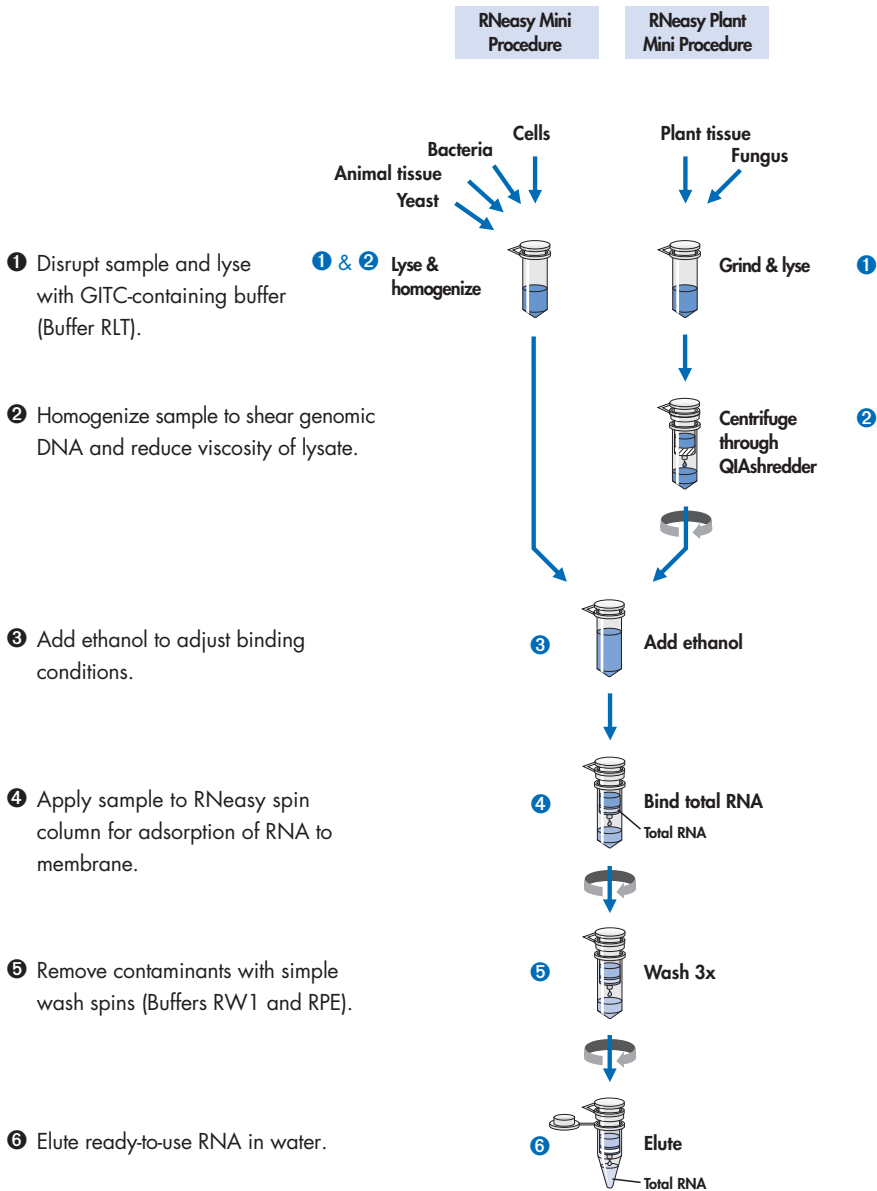 RNeasy Mini
Procedure
RNeasy Plant
Mini Procedure
Cells
Bacteria
Animal tissue
Yeast
Plant tissue
Fungus
❶ Disrupt sample and lyse
with GITC-containing buffer
(Buffer RLT).
❶ & ❷ Lyse &
homogenize
Grind & lyse ❶
❷ Homogenize sample to shear genomic
DNA and reduce viscosity of lysate.
Centrifuge ❷
through
QIAshredder
❸ Add ethanol to adjust binding
conditions.
❸ Add ethanol
❹ Apply sample to RNeasy spin
column for adsorption of RNA to
membrane.
❹ Bind total RNA
Total RNA
❺ Remove contaminants with simple
wash spins (Buffers RW1 and RPE).
❺ Wash 3x
❻ Elute ready-to-use RNA in water.
❻ Elute
Total RNA